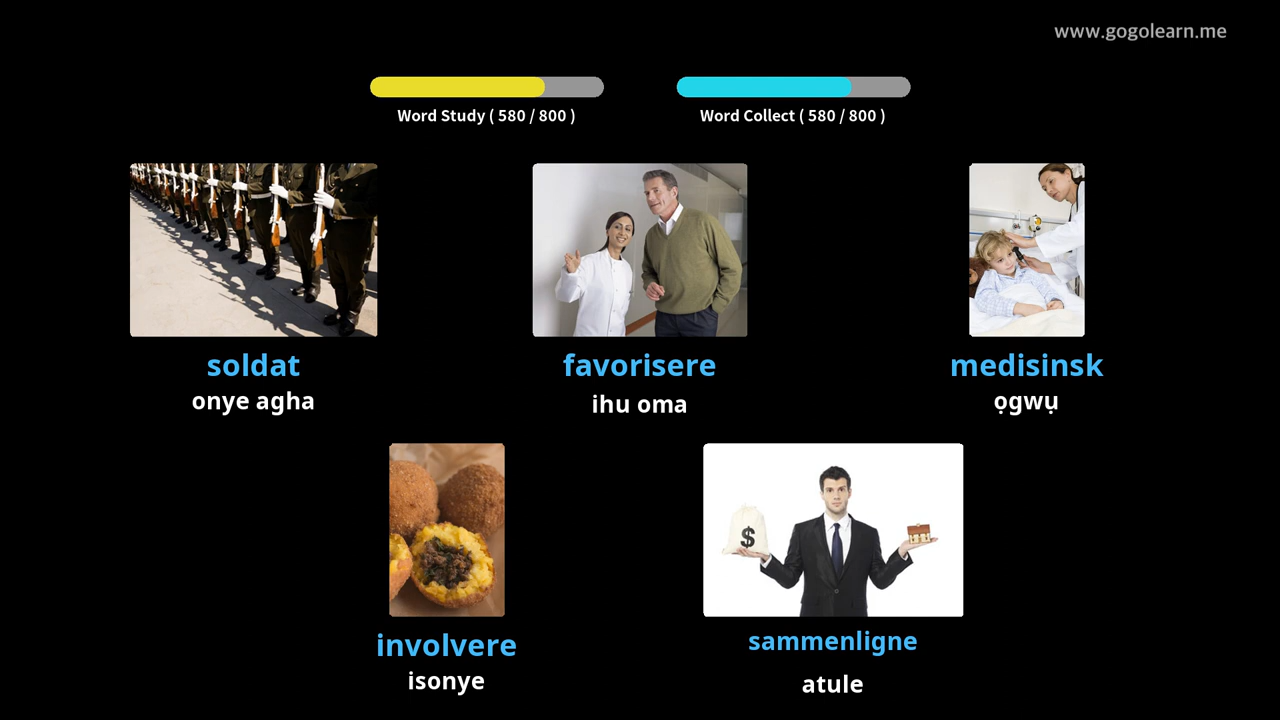 www.gogolearn.me
Word Study ( 580 / 800 )
Word Collect ( 580 / 800 )
soldat
onye agha
favorisere
ihu oma
medisinsk
ọgwụ
$
involvere
isonye
sammenligne
atule